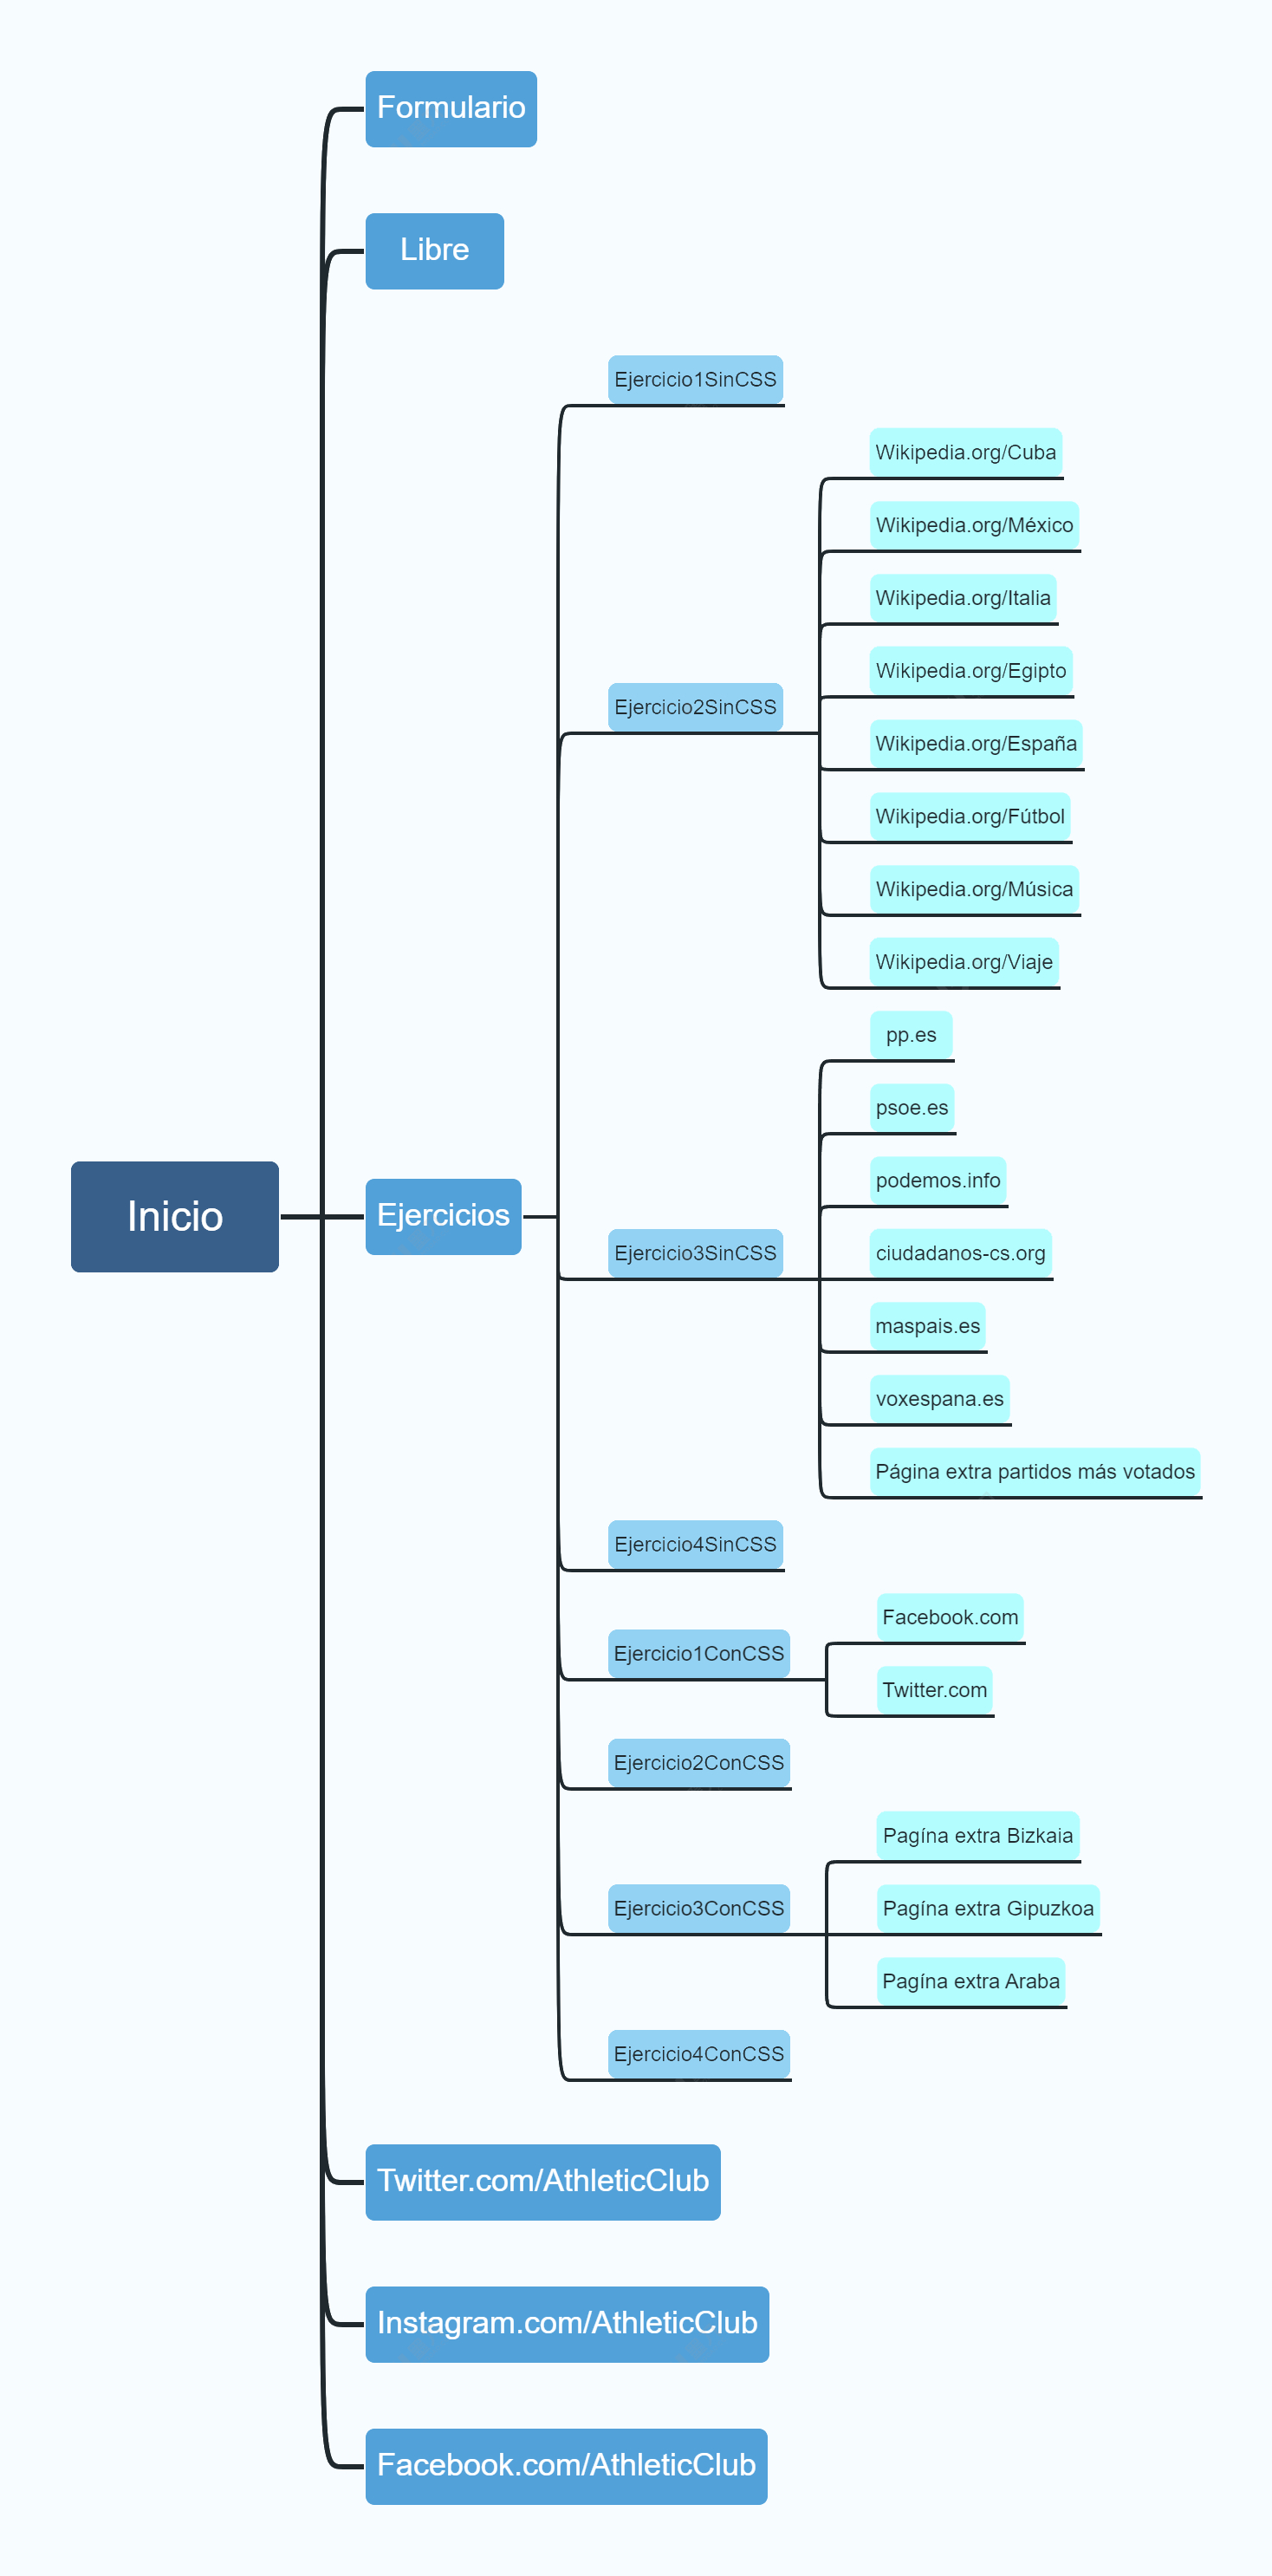 Formulario
Libre
Ejercicio1SinCSS
Wikipedia.org/Cuba
Wikipedia.org/México
Wikipedia.org/Italia
Wikipedia.org/Egipto
Ejercicio2SinCSS
Wikipedia.org/España
Wikipedia.org/Fútbol
Wikipedia.org/Música
Wikipedia.org/Viaje
pp.es
psoe.es
podemos.info
Inicio
Ejercicios
Ejercicio3SinCSS
ciudadanos-cs.org
maspais.es
voxespana.es
Página extra partidos más votados
Ejercicio4SinCSS
Facebook.com
Ejercicio1ConCSS
Twitter.com
Ejercicio2ConCSS
Pagína extra Bizkaia
Ejercicio3ConCSS
Pagína extra Gipuzkoa
Pagína extra Araba
Ejercicio4ConCSS
Twitter.com/AthleticClub
Instagram.com/AthleticClub
Facebook.com/AthleticClub